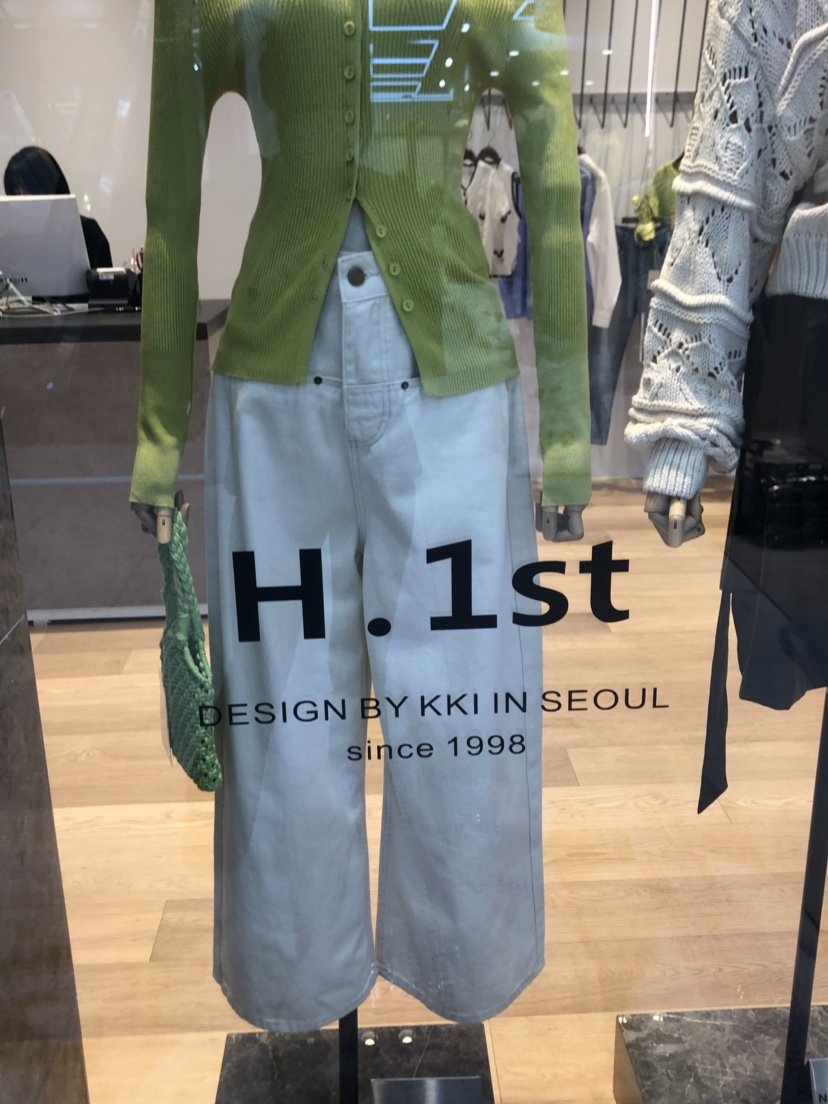 H.1st
DESIGN BY KKI IN SEOUL
since 1998